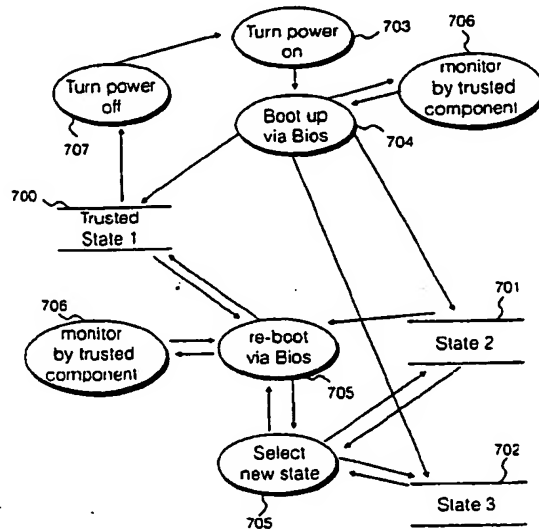 Turn power
on
703
706
monitor
by trusted
component
Turn power
off
707
Boot up
via Bios
704
700
Trusted
State 1
706
monitor
by trusted
component
re-boot
via Bios
705
701
State 2
Select
new state
705
702
State 3